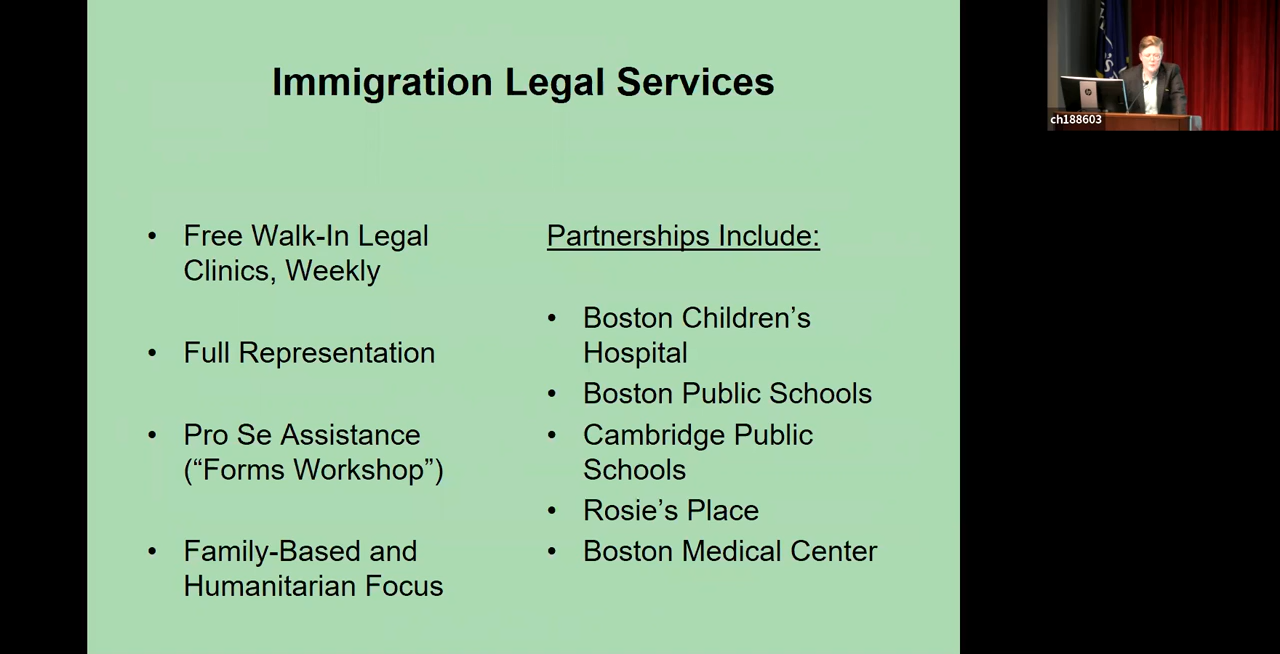 Immigration Legal Services
• Free Walk-In Legal
Clinics, Weekly
• Full Representation
• Pro Se Assistance
(“Forms Workshop”)
• Family-Based and
Humanitarian Focus
Partnerships Include:
• Boston Children’s
Hospital
• Boston Public Schools
• Cambridge Public
Schools
• Rosie’s Place
• Boston Medical Center
ch188603